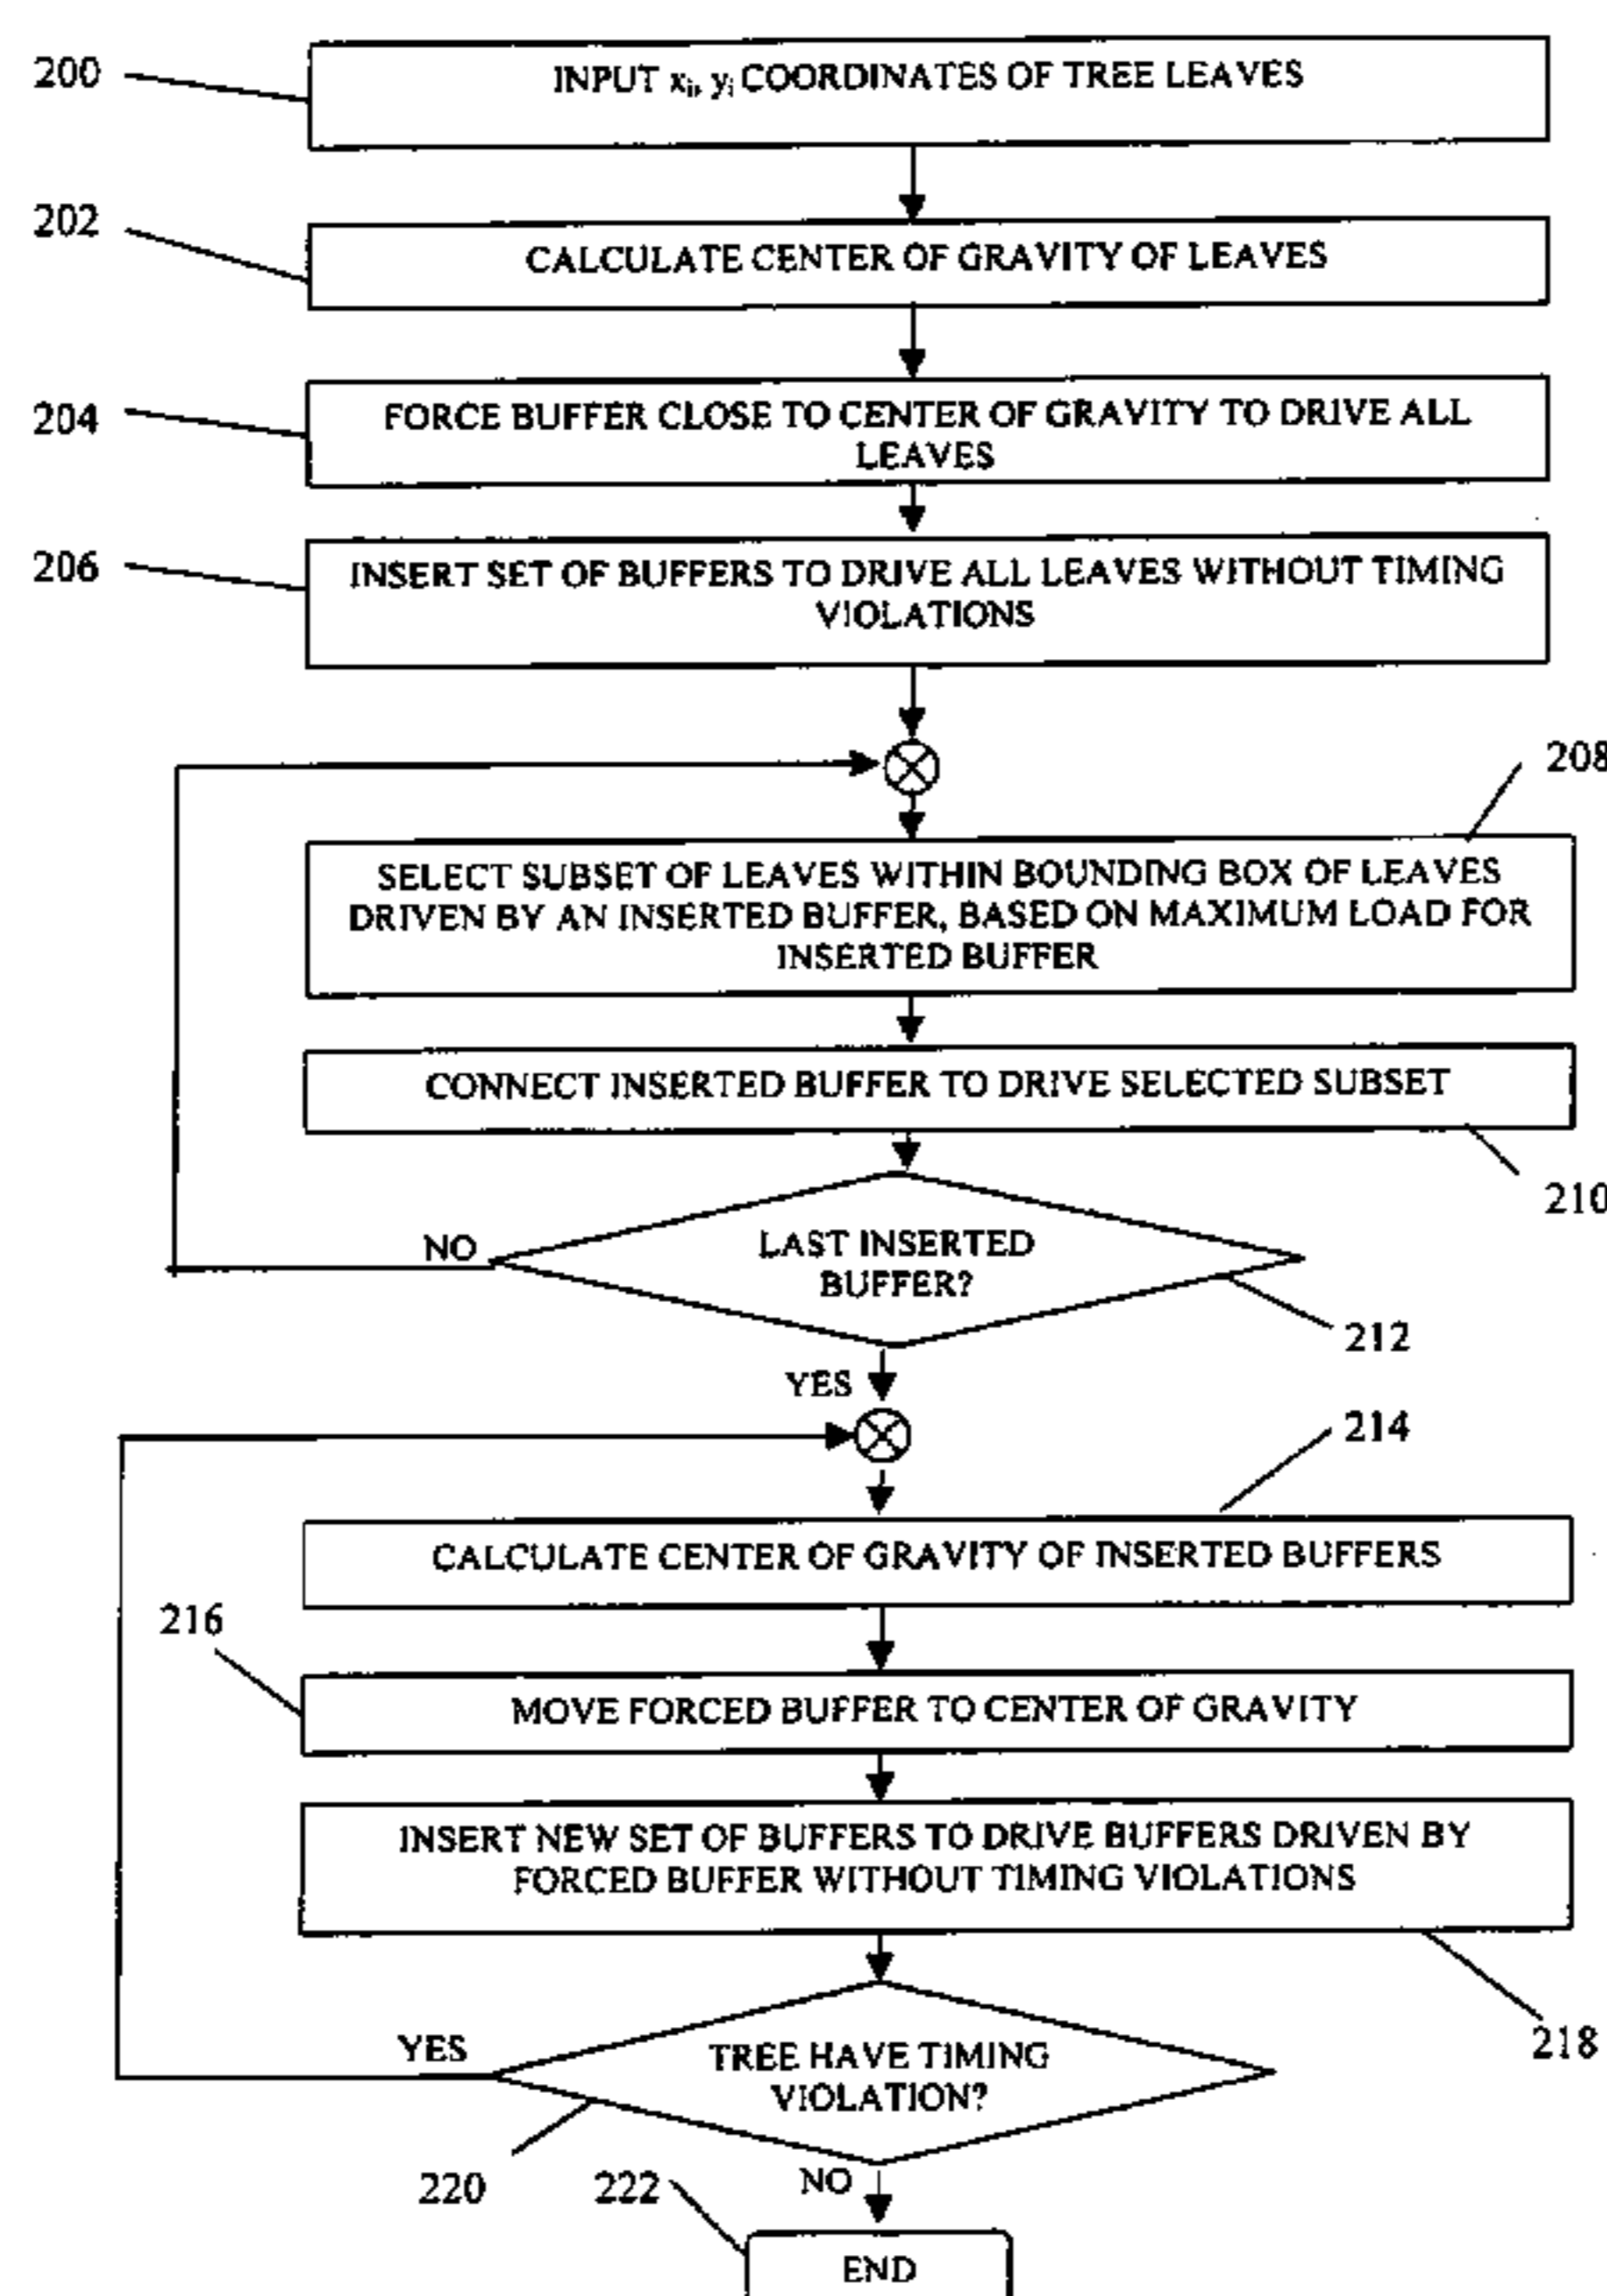 200
INPUT xi, yi COORDINATES OF TREE LEAVES
202
CALCULATE CENTER OF GRAVITY OF LEAVES
204
FORCE BUFFER CLOSE TO CENTER OF GRAVITY TO DRIVE ALL
LEAVES
206
INSERT SET OF BUFFERS TO DRIVE ALL LEAVES WITHOUT TIMING
VIOLATIONS
208
SELECT SUBSET OF LEAVES WITHIN BOUNDING BOX OF LEAVES
DRIVEN BY AN INSERTED BUFFER, BASED ON MAXIMUM LOAD FOR
INSERTED BUFFER
CONNECT INSERTED BUFFER TO DRIVE SELECTED SUBSET
210
NO
LAST INSERTED
BUFFER?
212
YES
214
CALCULATE CENTER OF GRAVITY OF INSERTED BUFFERS
216
MOVE FORCED BUFFER TO CENTER OF GRAVITY
INSERT NEW SET OF BUFFERS TO DRIVE BUFFERS DRIVEN BY
FORCED BUFFER WITHOUT TIMING VIOLATIONS
218
YES
TREE HAVE TIMING
VIOLATION?
220
222
NO
END